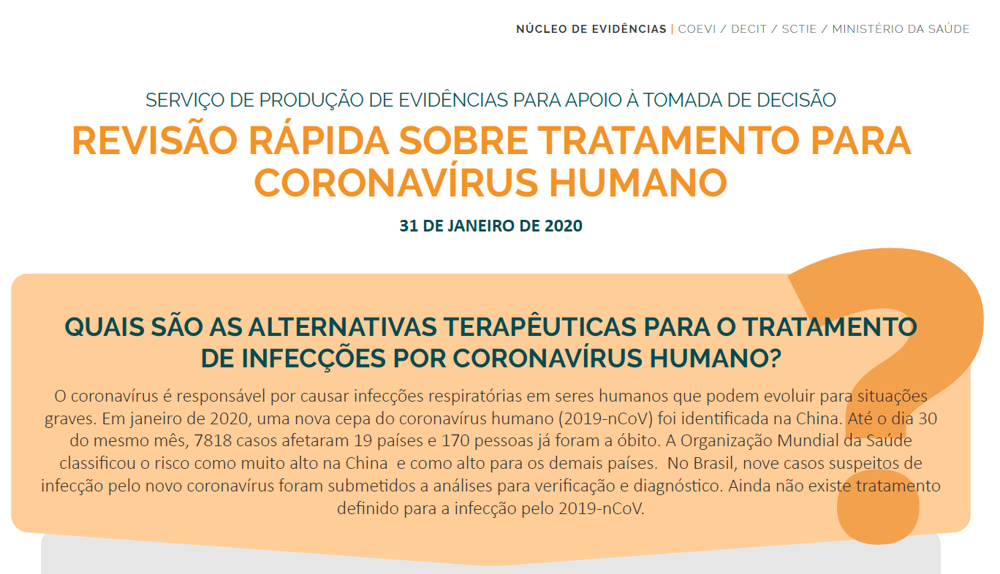 NÚCLEO DE EVIDÊNCIAS | COEVI / DECIT / SCTIE / MINISTÉRIO DA SAÚDE
SERVIÇO DE PRODUÇÃO DE EVIDÊNCIAS PARA APOIO À TOMADA DE DECISÃO
REVISÃO RÁPIDA SOBRE TRATAMENTO PARA
CORONAVÍRUS HUMANO
31 DE JANEIRO DE 2020
QUAIS SÃO AS ALTERNATIVAS TERAPÊUTICAS PARA O TRATAMENTO
DE INFECÇÕES POR CORONAVÍRUS HUMANO?
O coronavírus é responsável por causar infecções respiratórias em seres humanos que podem evoluir para situações
graves. Em janeiro de 2020, uma nova cepa do coronavírus humano (2019-nCoV) foi identificada na China. Até o dia 30
do mesmo mês, 7818 casos afetaram 19 países e 170 pessoas já foram a óbito. A Organização Mundial da Saúde
classificou o risco como muito alto na China e como alto para os demais países. No Brasil, nove casos suspeitos de
infecção pelo novo coronavírus foram submetidos a análises para verificação e diagnóstico. Ainda não existe tratamento
definido para a infecção pelo 2019-nCoV.
?